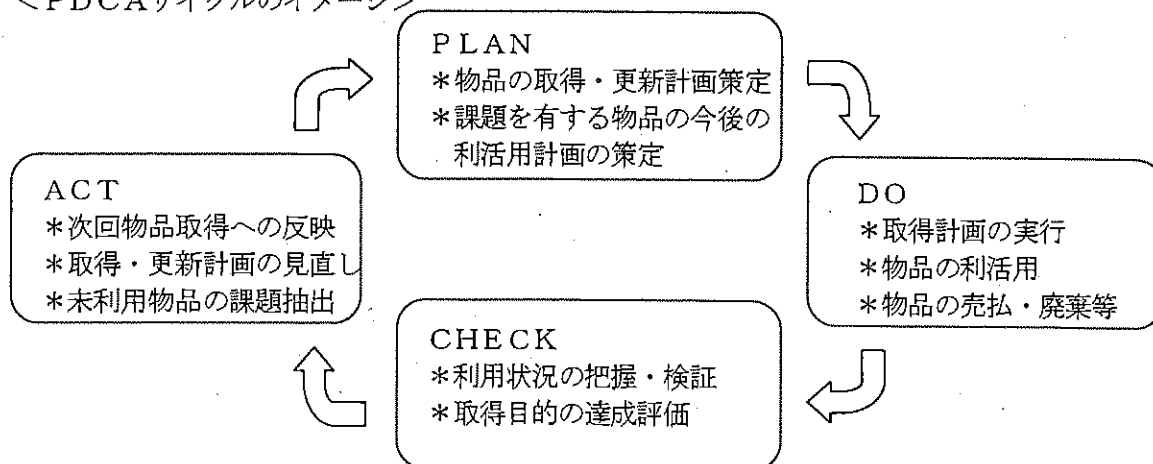 ＜PDCAサイクルのイメージ＞
PLAN
＊物品の取得・更新計画策定
＊課題を有する物品の今後の
利活用計画の策定
DO
＊取得計画の実行
＊物品の利活用
＊物品の売払・廃棄等
CHECK
＊利用状況の把握・検証
＊取得目的の達成評価
ACT
＊次回物品取得への反映
＊取得・更新計画の見直し
＊未利用物品の課題抽出